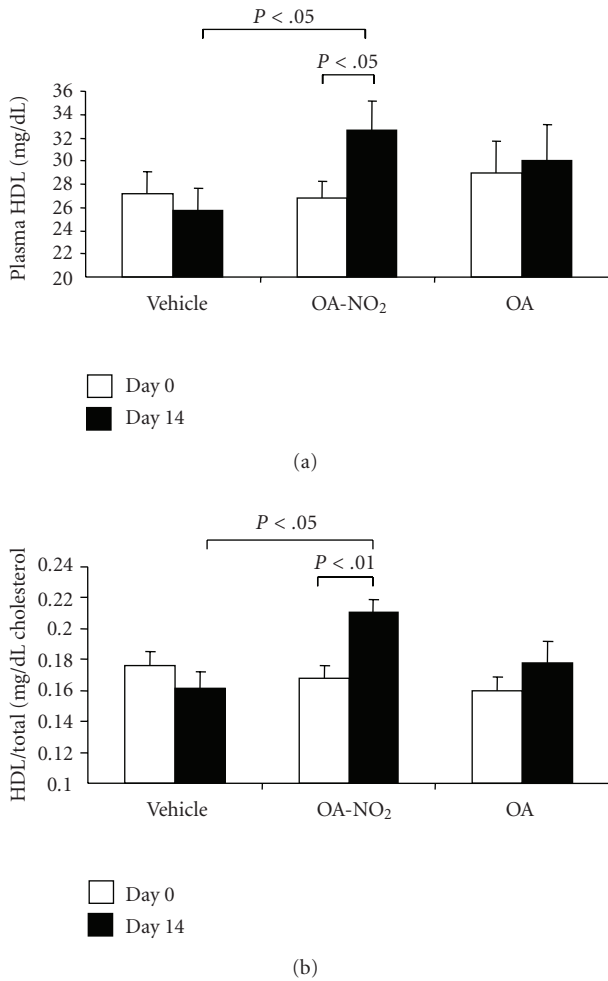 P < .05
P < .05
Plasma HDL (mg/dL)
36
34
32
30
28
26
24
22
20
Vehicle OA-NO₂ OA
Day 0
Day 14
(a)
P < .05
P < .01
HDL/total (mg/dL cholesterol
0.24
0.22
0.2
0.18
0.16
0.14
0.12
0.1
Vehicle OA-NO₂ OA
Day 0
Day 14
(b)